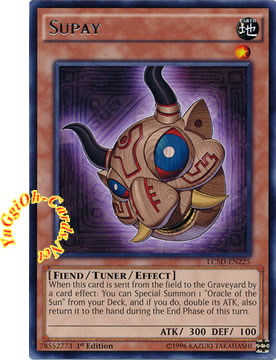 SUPAY
EARTH
地
LC5D-EN225
[FIEND / TUNER / EFFECT]
When this card is sent from the field to the Graveyard by a card effect: You can Special Summon 1 "Oracle of the Sun" from your Deck, and if you do, double its ATK, also return it to the hand during the End Phase of this turn.
ATK/ 300 DEF/ 100
78552773 1st Edition ©1996 KAZUKI TAKAHASHI
YuGgiOh-Cardz.Net